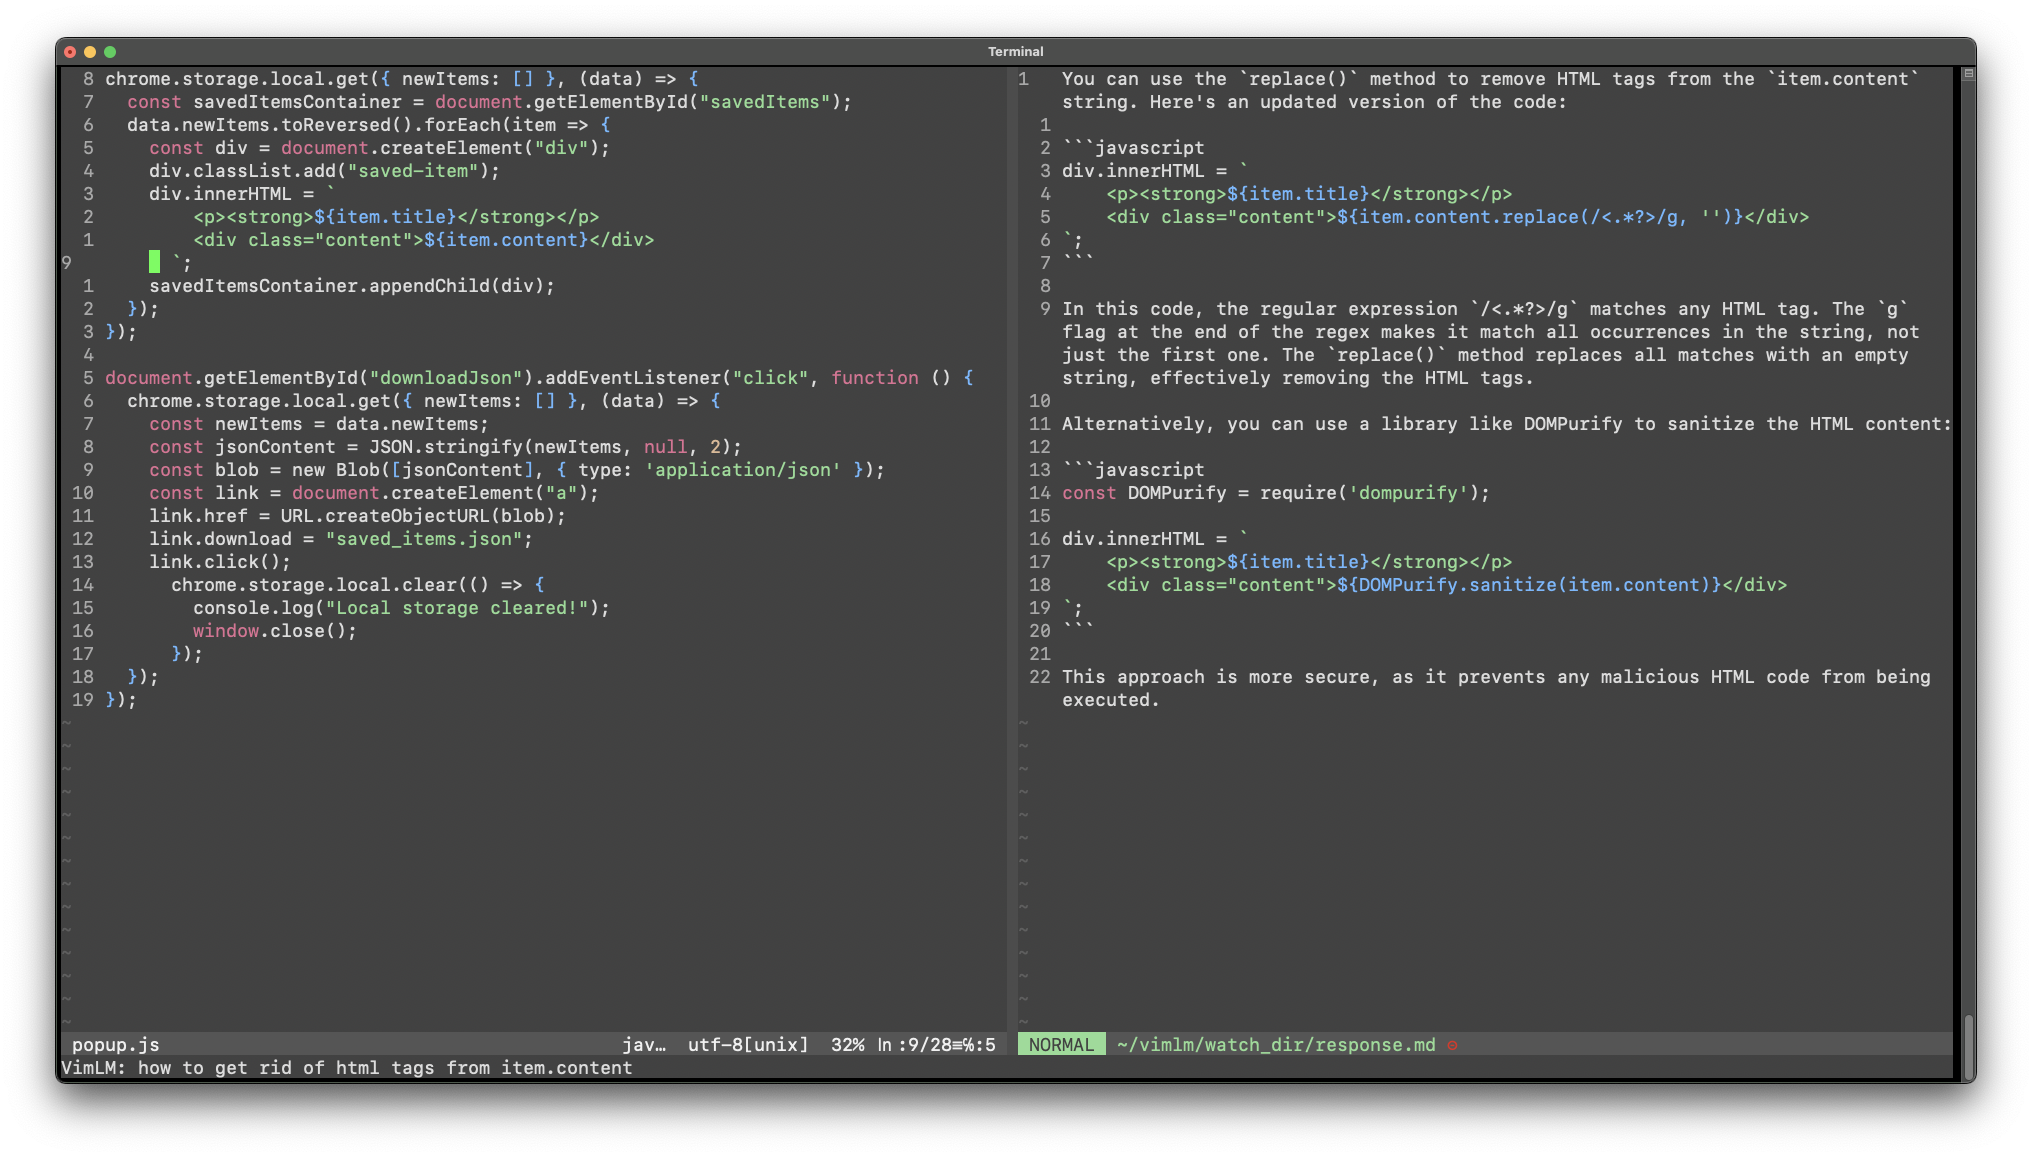 Terminal
8 chrome.storage.local.get({ newItems: [] }, (data) => {
7   const savedItemsContainer = document.getElementById("savedItems");
6   data.newItems.toReversed().forEach(item => {
5     const div = document.createElement("div");
4     div.classList.add("saved-item");
3     div.innerHTML = `
2         <p><strong>${item.title}</strong></p>
1         <div class="content">${item.content}</div>
9       `;
1     savedItemsContainer.appendChild(div);
2   });
3 });
4
5 document.getElementById("downloadJson").addEventListener("click", function () {
6   chrome.storage.local.get({ newItems: [] }, (data) => {
7     const newItems = data.newItems;
8     const jsonContent = JSON.stringify(newItems, null, 2);
9     const blob = new Blob([jsonContent], { type: 'application/json' });
10     const link = document.createElement("a");
11     link.href = URL.createObjectURL(blob);
12     link.download = "saved_items.json";
13     link.click();
14       chrome.storage.local.clear(() => {
15         console.log("Local storage cleared!");
16         window.close();
17       });
18   });
19 });
~
~
~
~
~
~
~
~
~
~
~
~
~
~
popup.js jav… utf-8[unix] 32% ln :9/28≡℅:5
1 You can use the `replace()` method to remove HTML tags from the `item.content`
string. Here's an updated version of the code:
1
2 ```javascript
3 div.innerHTML = `
4     <p><strong>${item.title}</strong></p>
5     <div class="content">${item.content.replace(/<.*?>/g, '')}</div>
6 `;
7 ```
8
9 In this code, the regular expression `/<.*?>/g` matches any HTML tag. The `g`
flag at the end of the regex makes it match all occurrences in the string, not
just the first one. The `replace()` method replaces all matches with an empty
string, effectively removing the HTML tags.
10
11 Alternatively, you can use a library like DOMPurify to sanitize the HTML content:
12
13 ```javascript
14 const DOMPurify = require('dompurify');
15
16 div.innerHTML = `
17     <p><strong>${item.title}</strong></p>
18     <div class="content">${DOMPurify.sanitize(item.content)}</div>
19 `;
20 ```
21
22 This approach is more secure, as it prevents any malicious HTML code from being
executed.
~
~
~
~
~
~
~
~
~
~
~
~
~
~
NORMAL ~/vimlm/watch_dir/response.md
VimLM: how to get rid of html tags from item.content